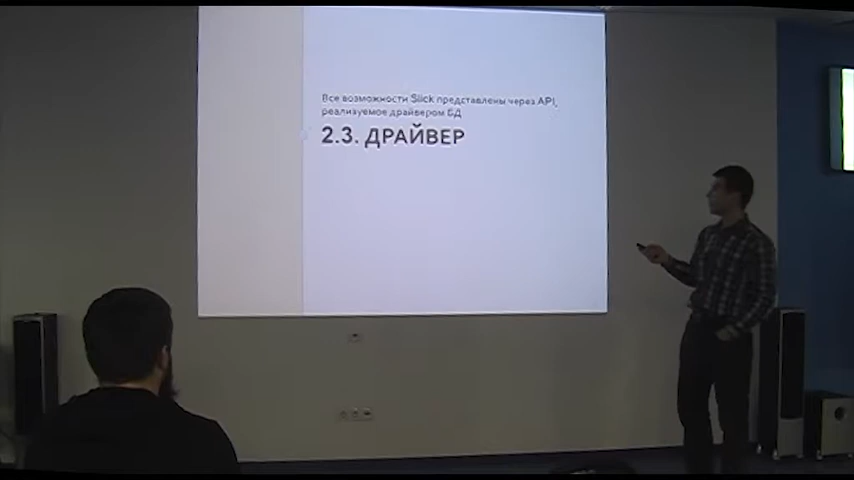 Все возможности Slick представлены через API,
реализуемое драйвером БД
2.3. ДРАЙВЕР